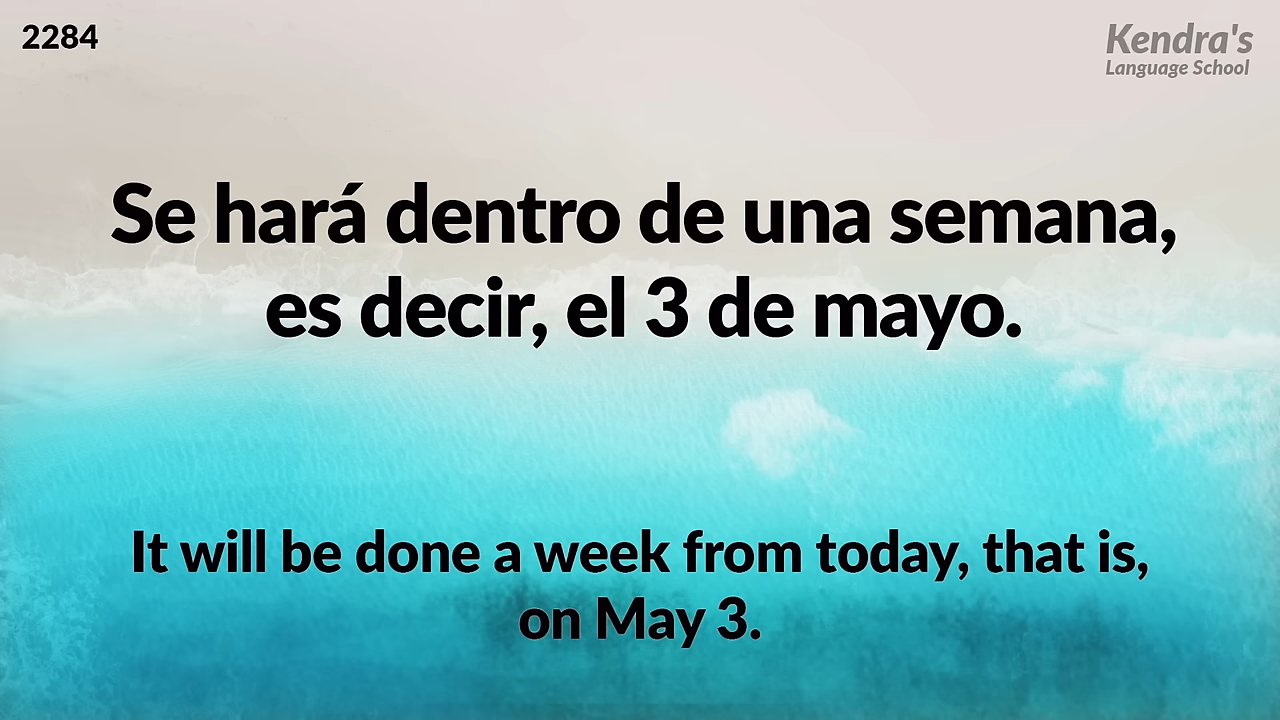 2284
Kendra's
Language School
Se hará dentro de una semana,
es decir, el 3 de mayo.
It will be done a week from today, that is,
on May 3.